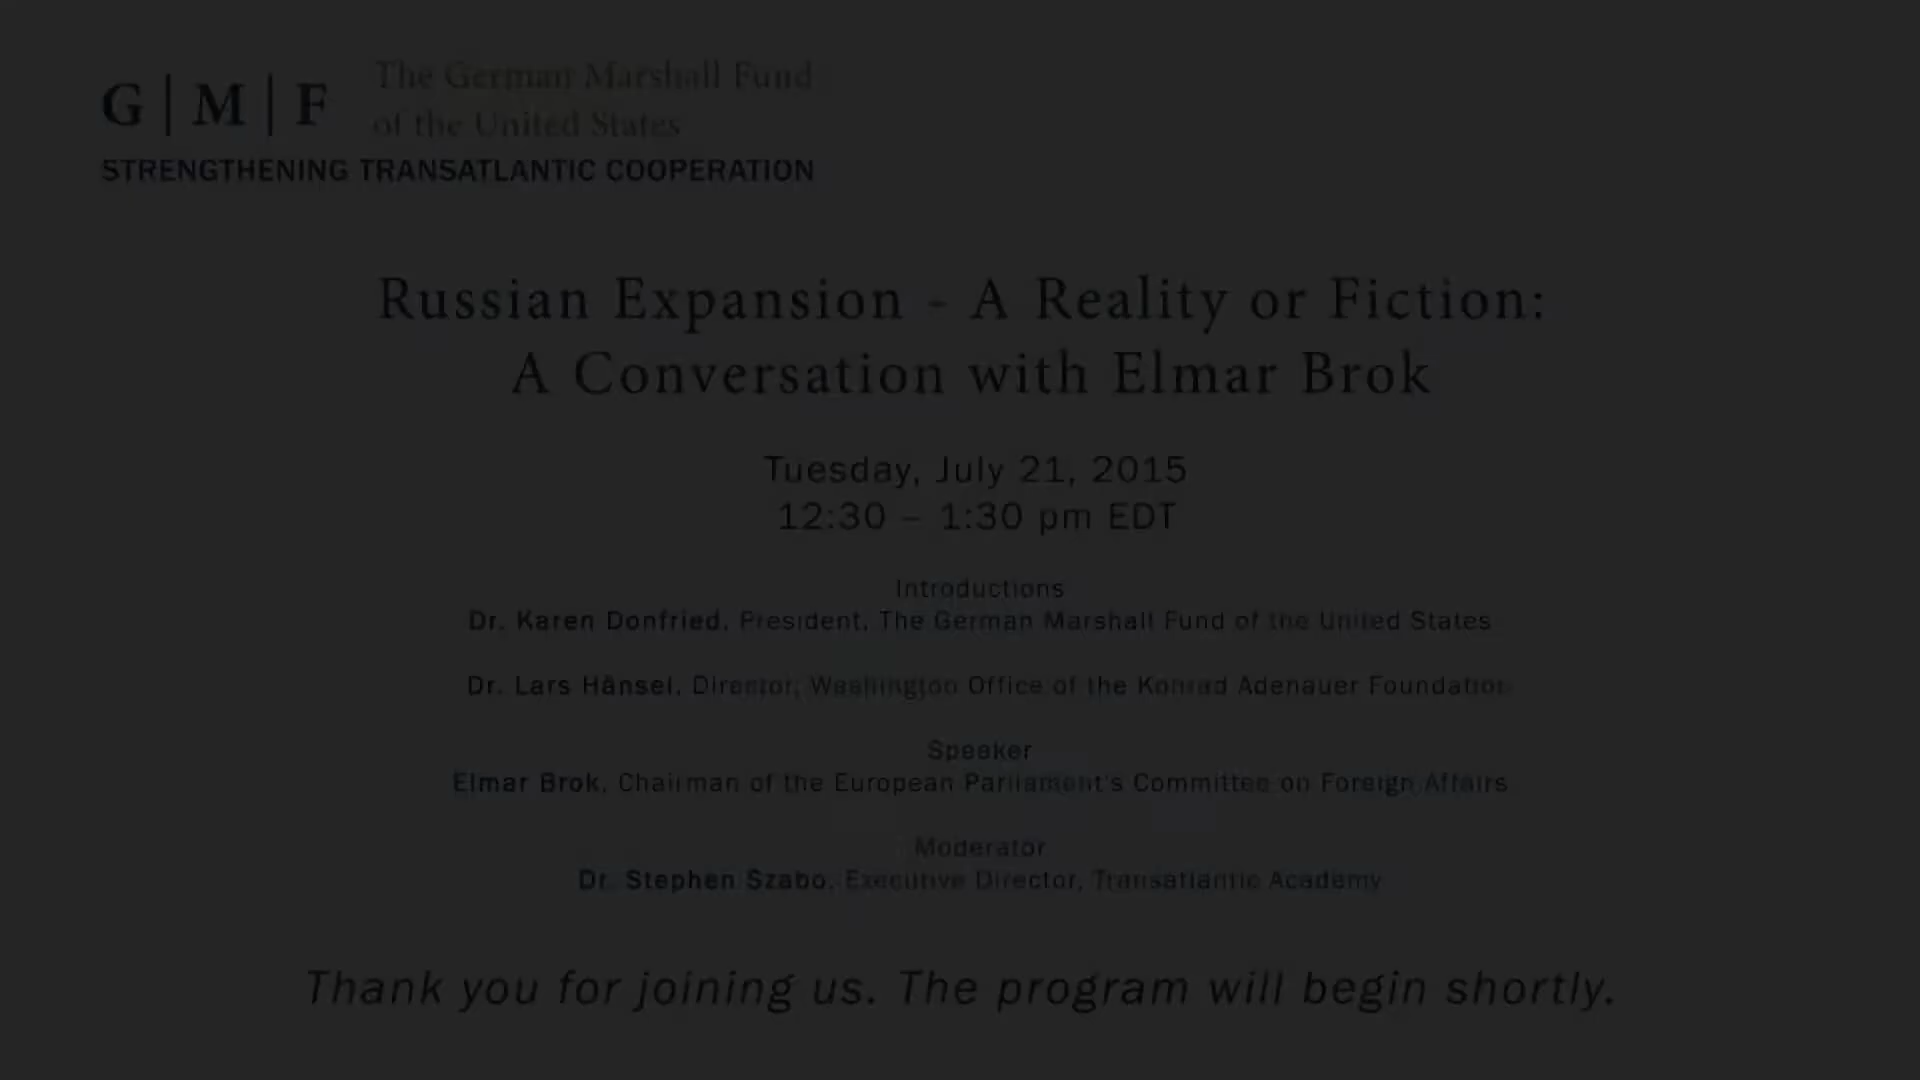 G|M|F
The German Marshall Fund
of the United States
STRENGTHENING TRANSATLANTIC COOPERATION
Russian Expansion - A Reality or Fiction:
A Conversation with Elmar Brok
Tuesday, July 21, 2015
12:30 – 1:30 pm EDT
Introductions
Dr. Karen Donfried, President, The German Marshall Fund of the United States
Dr. Lars Hänsel, Director, Washington Office of the Konrad Adenauer Foundation
Speaker
Elmar Brok, Chairman of the European Parliament's Committee on Foreign Affairs
Moderator
Dr. Stephen Szabo, Executive Director, Transatlantic Academy
Thank you for joining us. The program will begin shortly.